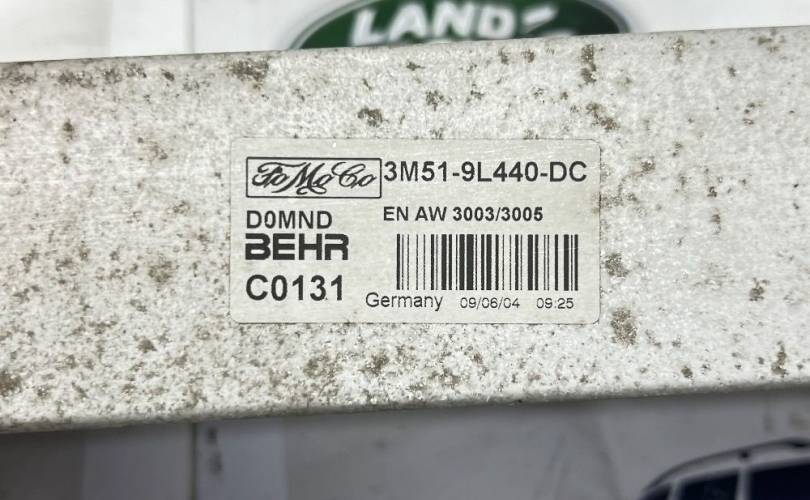 LAND
FoMoCo 3M51-9L440-DC
D0MND EN AW 3003/3005
BEHR
C0131 Germany 09/06/04 09:25